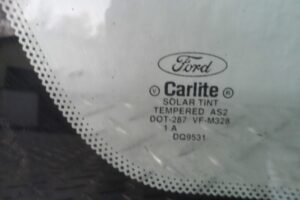 Ford
V Carlite R
SOLAR TINT
TEMPERED AS2
DOT-287 VF-M328
1 A
DQ9531